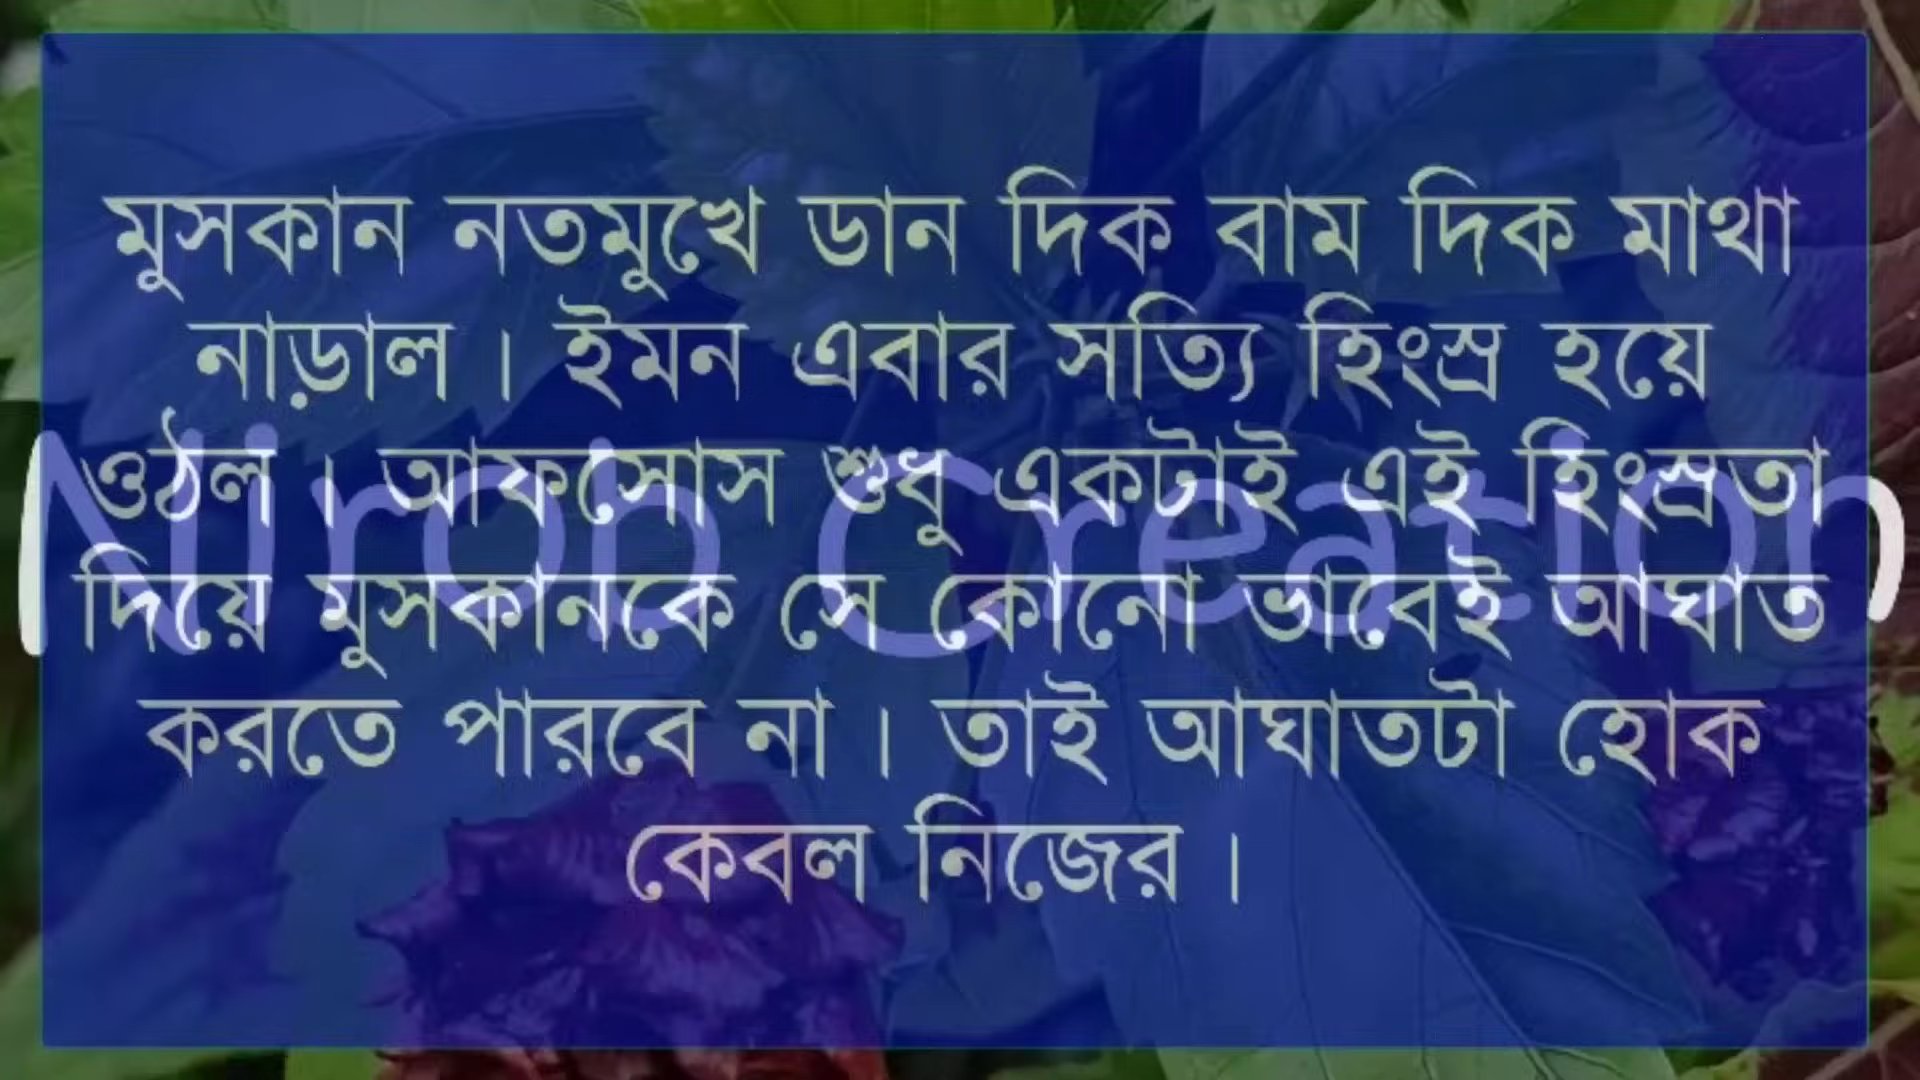 মুসকান নতমুখে ডান দিক বাম দিক মাথা
নাড়াল । ইমন এবার সত্যি হিংস্র হয়ে
ওঠল । আফসোস শুধু একটাই এই হিংস্রতা
Nirob Creation
দিয়ে মুসকানকে সে কোনো ভাবেই আঘাত
করতে পারবে না । তাই আঘাতটা হোক
কেবল নিজের ।